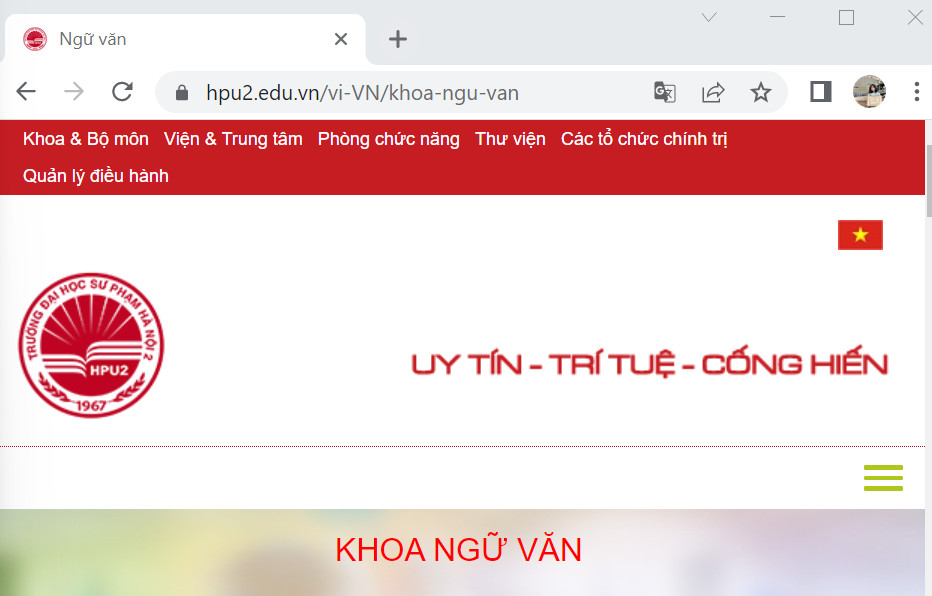 Ngữ văn
hpu2.edu.vn/vi-VN/khoa-ngu-van
Khoa & Bộ môn Viện & Trung tâm Phòng chức năng Thư viện Các tổ chức chính trị
Quản lý điều hành
TRƯỜNG ĐẠI HỌC SƯ PHẠM HÀ NỘI 2
HPU2
1967
UY TÍN - TRÍ TUỆ - CỐNG HIẾN
KHOA NGỮ VĂN